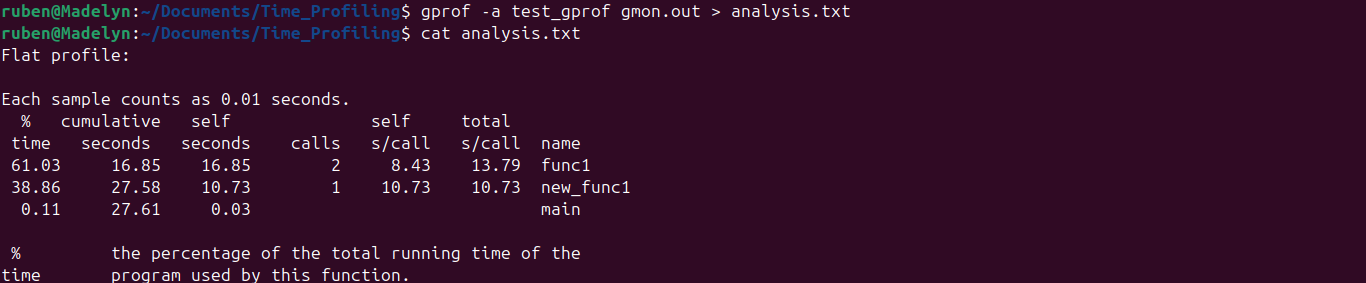 ruben@Madelyn:~/Documents/Time_Profiling$ gprof -a test_gprof gmon.out > analysis.txt
ruben@Madelyn:~/Documents/Time_Profiling$ cat analysis.txt
Flat profile:

Each sample counts as 0.01 seconds.
  %   cumulative   self              self     total
 time   seconds   seconds    calls   s/call   s/call  name
 61.03     16.85    16.85        2     8.43    13.79  func1
 38.86     27.58    10.73        1    10.73    10.73  new_func1
  0.11     27.61     0.03                             main

 %         the percentage of the total running time of the
time       program used by this function.